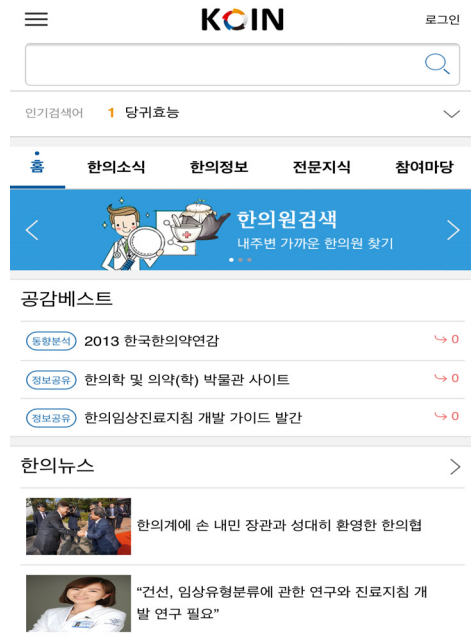 KOIN
로그인
인기검색어 1 당귀효능
홈 한의소식 한의정보 전문지식 참여마당
한의원검색
내주변 가까운 한의원 찾기
공감베스트
동향분석 2013 한국한의약연감 0
정보공유 한의학 및 의약(학) 박물관 사이트 0
정보공유 한의임상진료지침 개발 가이드 발간 0
한의뉴스
한의계에 손 내민 장관과 성대히 환영한 한의협
“건선, 임상유형분류에 관한 연구와 진료지침 개
발 연구 필요”